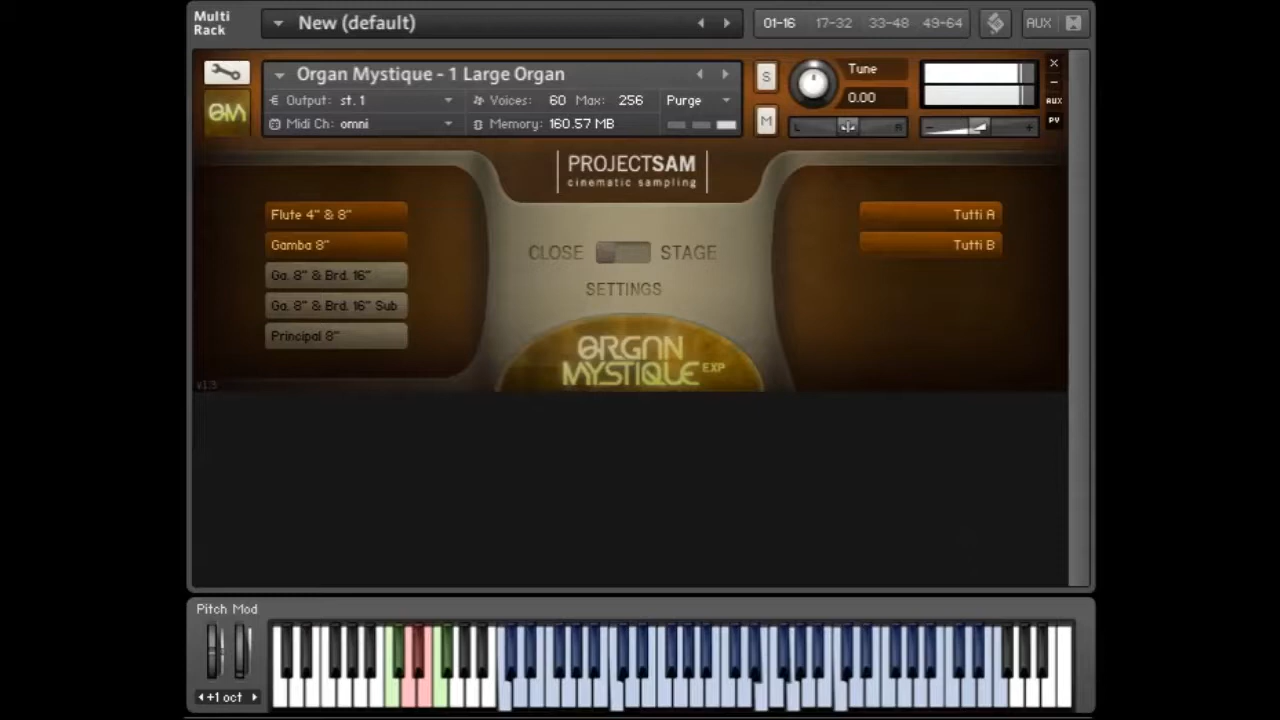 Multi Rack
New (default)
01-16 17-32 33-48 49-64
AUX
Organ Mystique - 1 Large Organ
Output: st. 1
Voices: 60 Max: 256
Purge
Midi Ch: omni
Memory: 160.57 MB
S
M
Tune
0.00
L R
AUX
PV
OM
PROJECTSAM
cinematic sampling
Flute 4" & 8"
Gamba 8"
Ga. 8" & Brd. 16"
Ga. 8" & Brd. 16" Sub
Principal 8"
CLOSE STAGE
SETTINGS
Tutti A
Tutti B
ORGAN
MYSTIQUE EXP
v1.3
Pitch Mod
+1 oct